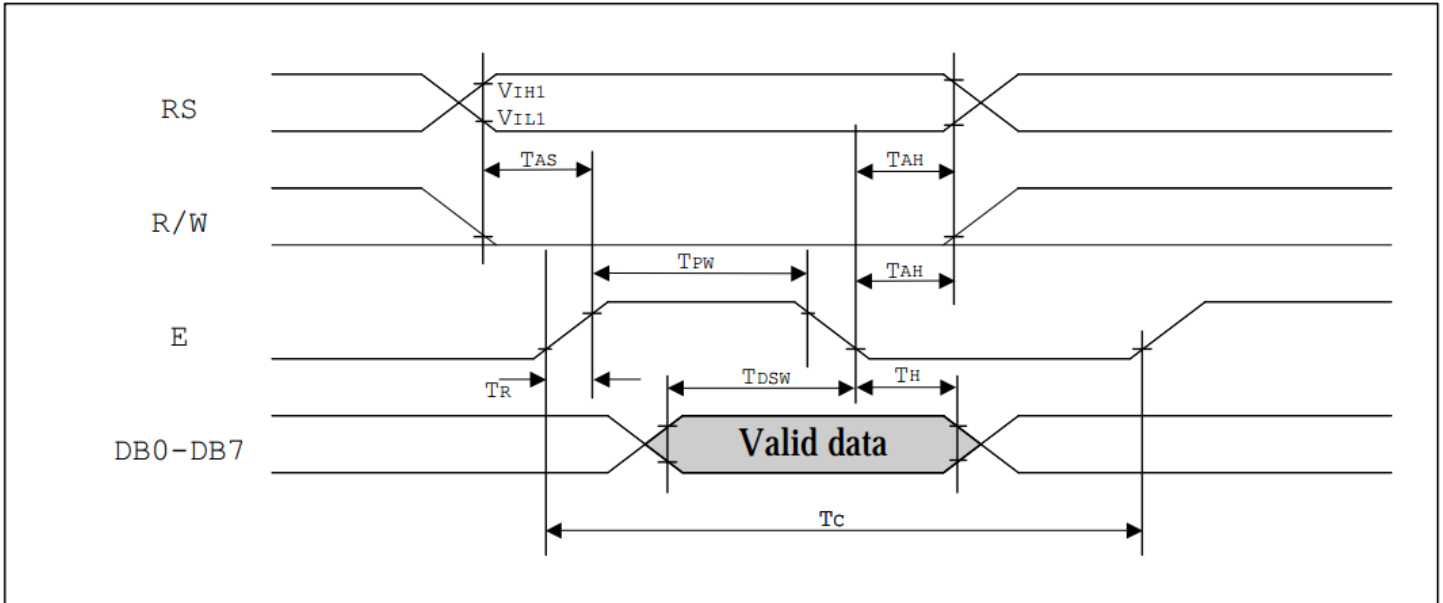 RS
VIH1
VIL1
TAS
TAH
R/W
TPW
TAH
E
TR
TDSW
TH
DB0-DB7
Valid data
TC